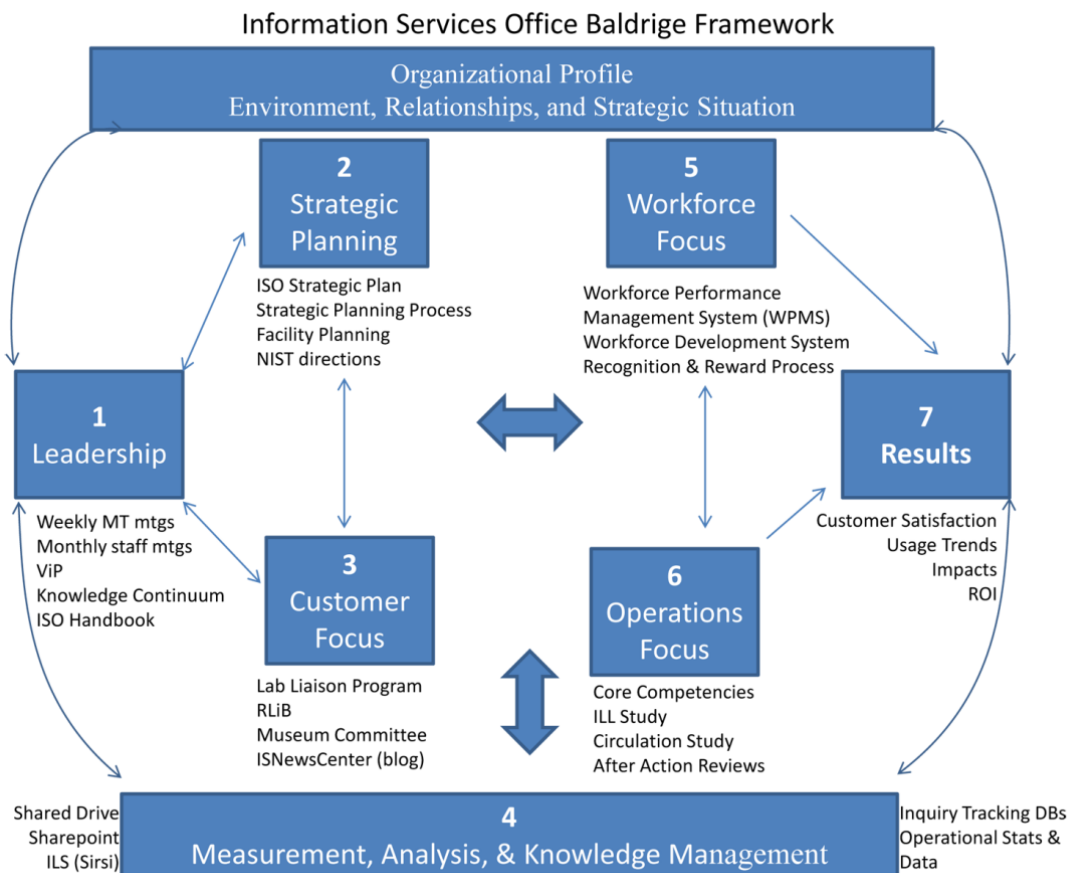 Information Services Office Baldrige Framework
Organizational Profile
Environment, Relationships, and Strategic Situation
2
Strategic
Planning
ISO Strategic Plan
Strategic Planning Process
Facility Planning
NIST directions
5
Workforce
Focus
Workforce Performance
Management System (WPMS)
Workforce Development System
Recognition & Reward Process
1
Leadership
Weekly MT mtgs
Monthly staff mtgs
ViP
Knowledge Continuum
ISO Handbook
7
Results
Customer Satisfaction
Usage Trends
Impacts
ROI
3
Customer
Focus
Lab Liaison Program
RLiB
Museum Committee
ISNewsCenter (blog)
6
Operations
Focus
Core Competencies
ILL Study
Circulation Study
After Action Reviews
Shared Drive
Sharepoint
ILS (Sirsi)
4
Measurement, Analysis, & Knowledge Management
Inquiry Tracking DBs
Operational Stats &
Data